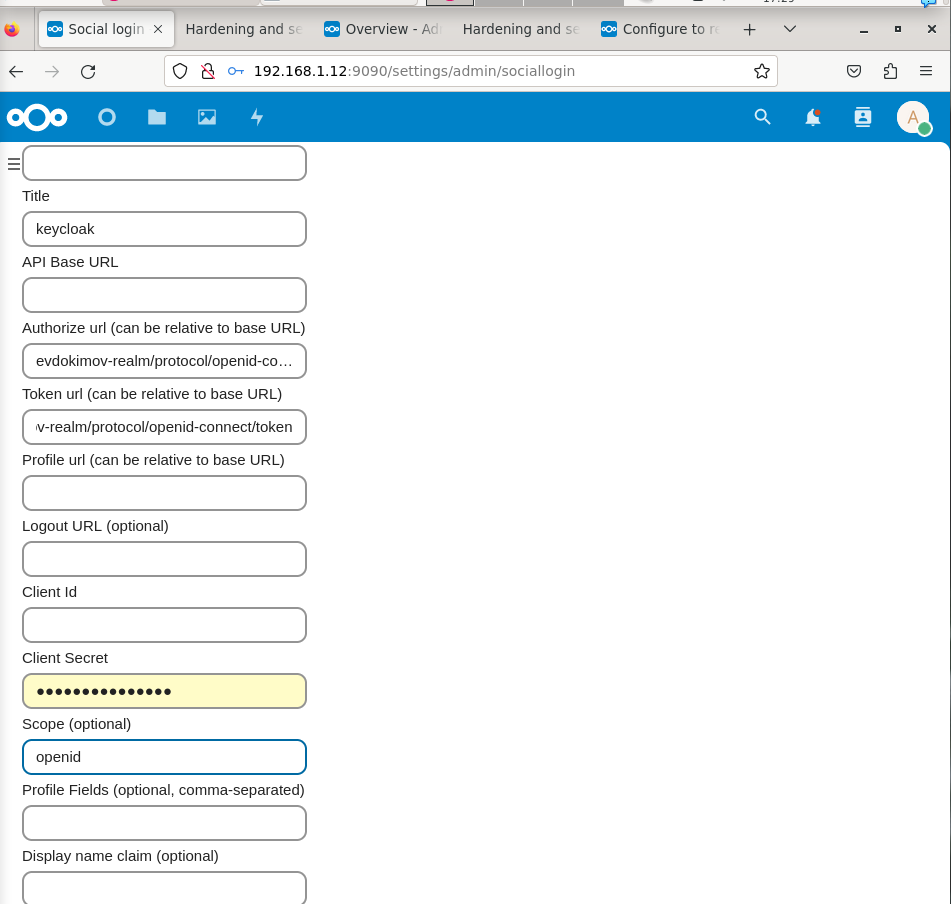 Social login
Hardening and se
Overview - Ad
Hardening and se
Configure to re
192.168.1.12:9090/settings/admin/sociallogin
A
Title
keycloak
API Base URL
Authorize url (can be relative to base URL)
evdokimov-realm/protocol/openid-co…
Token url (can be relative to base URL)
ov-realm/protocol/openid-connect/token
Profile url (can be relative to base URL)
Logout URL (optional)
Client Id
Client Secret
●●●●●●●●●●●●●●●
Scope (optional)
openid
Profile Fields (optional, comma-separated)
Display name claim (optional)